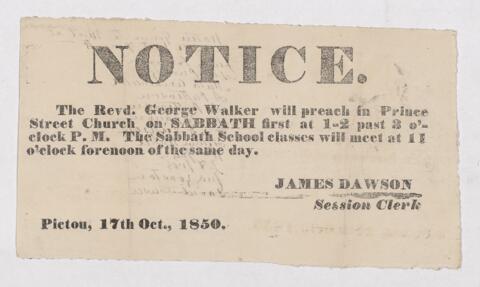 NOTICE.
The Revd. George Walker will preach in Prince
Street Church on SABBATH first at 1-2 past 3 o'-
clock P. M. The Sabbath School classes will meet at 11
o'clock forenoon of the same day.
JAMES DAWSON
Session Clerk
Pictou, 17th Oct., 1850.